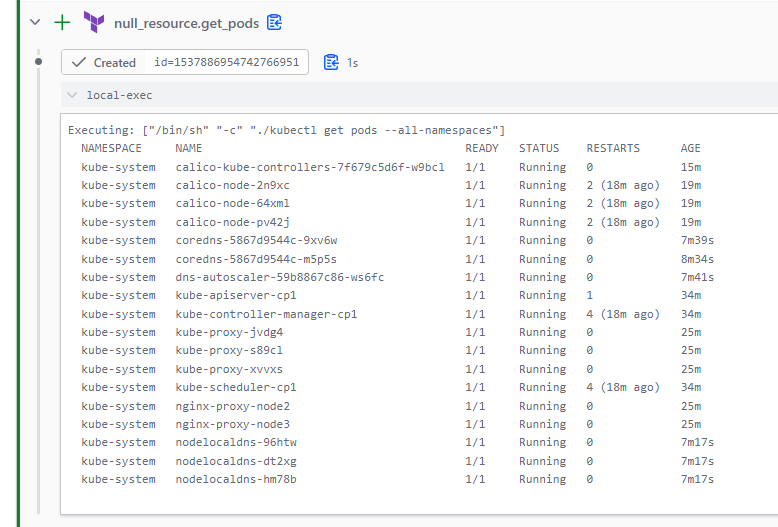 null_resource.get_pods
Created id=1537886954742766951 1s
local-exec
Executing: ["/bin/sh" "-c" "./kubectl get pods --all-namespaces"]
NAMESPACE NAME READY STATUS RESTARTS AGE
kube-system calico-kube-controllers-7f679c5d6f-w9bcl 1/1 Running 0 15m
kube-system calico-node-2n9xc 1/1 Running 2 (18m ago) 19m
kube-system calico-node-64xml 1/1 Running 2 (18m ago) 19m
kube-system calico-node-pv42j 1/1 Running 2 (18m ago) 19m
kube-system coredns-5867d9544c-9xv6w 1/1 Running 0 7m39s
kube-system coredns-5867d9544c-m5p5s 1/1 Running 0 8m34s
kube-system dns-autoscaler-59b8867c86-ws6fc 1/1 Running 0 7m41s
kube-system kube-apiserver-cp1 1/1 Running 1 34m
kube-system kube-controller-manager-cp1 1/1 Running 4 (18m ago) 34m
kube-system kube-proxy-jvdg4 1/1 Running 0 25m
kube-system kube-proxy-s89cl 1/1 Running 0 25m
kube-system kube-proxy-xvvxs 1/1 Running 0 25m
kube-system kube-scheduler-cp1 1/1 Running 4 (18m ago) 34m
kube-system nginx-proxy-node2 1/1 Running 0 25m
kube-system nginx-proxy-node3 1/1 Running 0 25m
kube-system nodelocaldns-96htw 1/1 Running 0 7m17s
kube-system nodelocaldns-dt2xg 1/1 Running 0 7m17s
kube-system nodelocaldns-hm78b 1/1 Running 0 7m17s